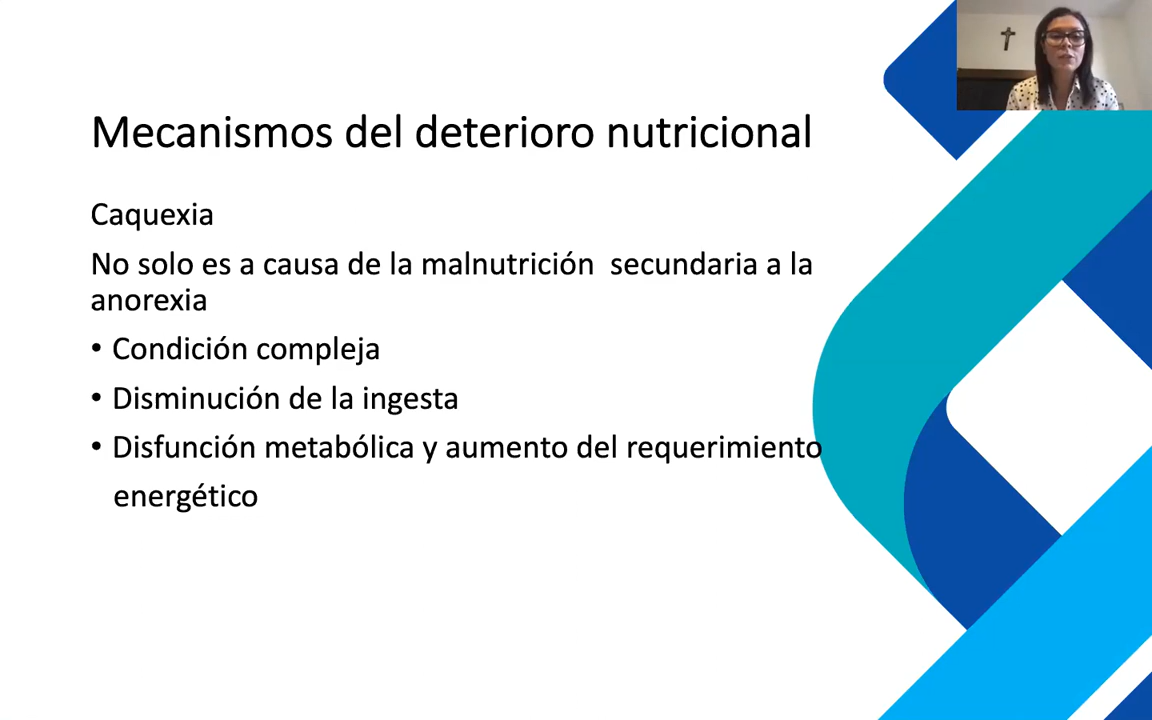 Mecanismos del deterioro nutricional
Caquexia
No solo es a causa de la malnutrición  secundaria a la
anorexia
• Condición compleja
• Disminución de la ingesta
• Disfunción metabólica y aumento del requerimiento
energético